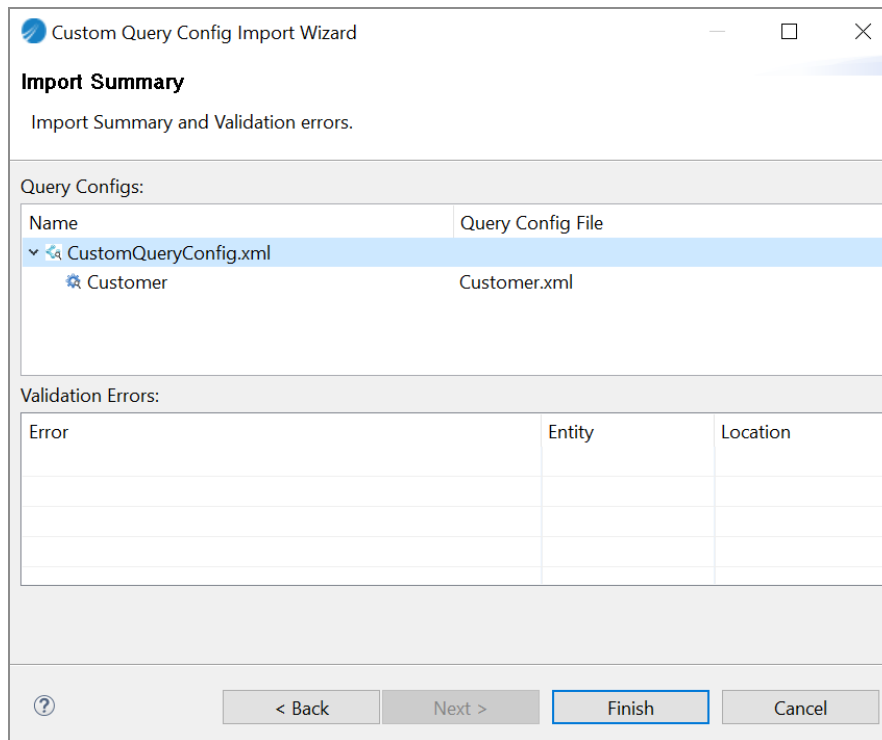 Custom Query Config Import Wizard
Import Summary
Import Summary and Validation errors.
Query Configs:
Name Query Config File
CustomQueryConfig.xml
Customer Customer.xml
Validation Errors:
Error Entity Location
? < Back Next > Finish Cancel